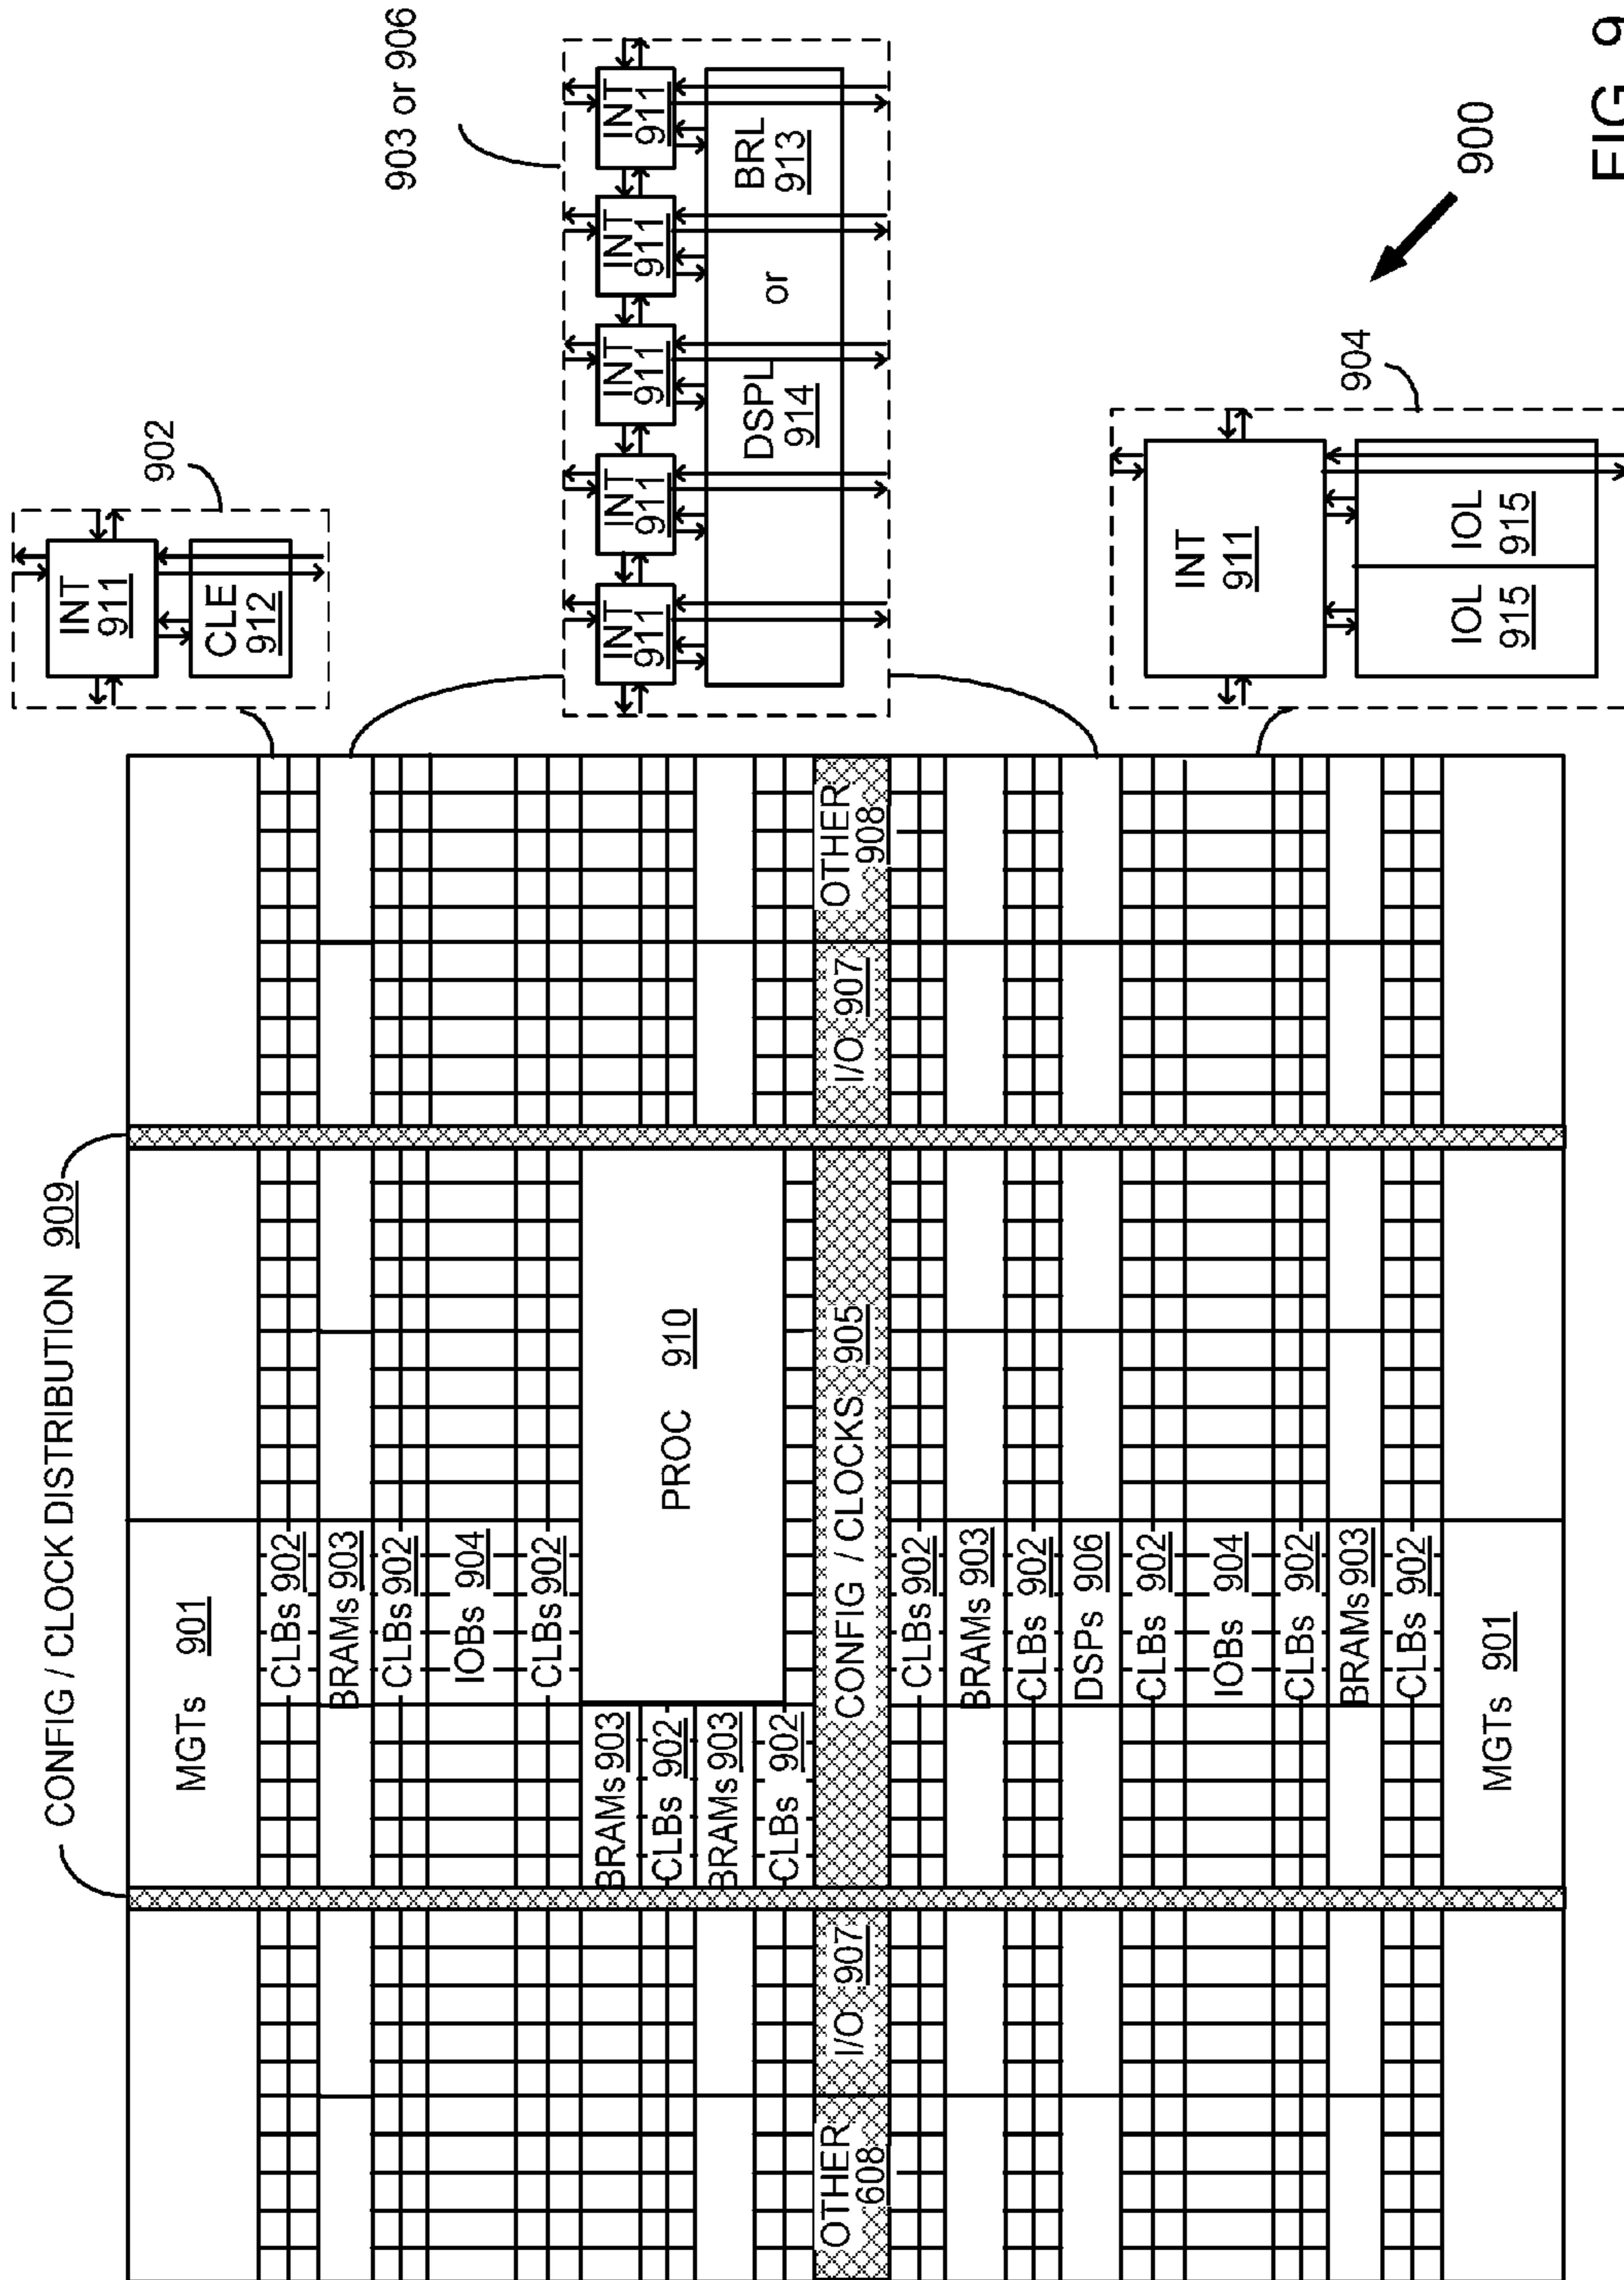 CONFIG / CLOCK DISTRIBUTION 909
MGTs 901
CLBs 902
BRAMs 903
CLBs 902
IOBs 904
CLBs 902
BRAMs 903
CLBs 902
BRAMs 903
CLBs 902
PROC 910
OTHER
608
I/O 907
CONFIG / CLOCKS 905
I/O 907
OTHER
908
CLBs 902
BRAMs 903
CLBs 902
DSPs 906
CLBs 902
IOBs 904
CLBs 902
BRAMs 903
CLBs 902
MGTs 901
902
INT
911
CLE
912
903 or 906
INT
911
INT
911
INT
911
INT
911
INT
911
DSPL
914
or
BRL
913
904
INT
911
IOL
915
IOL
915
900
FIG. 9